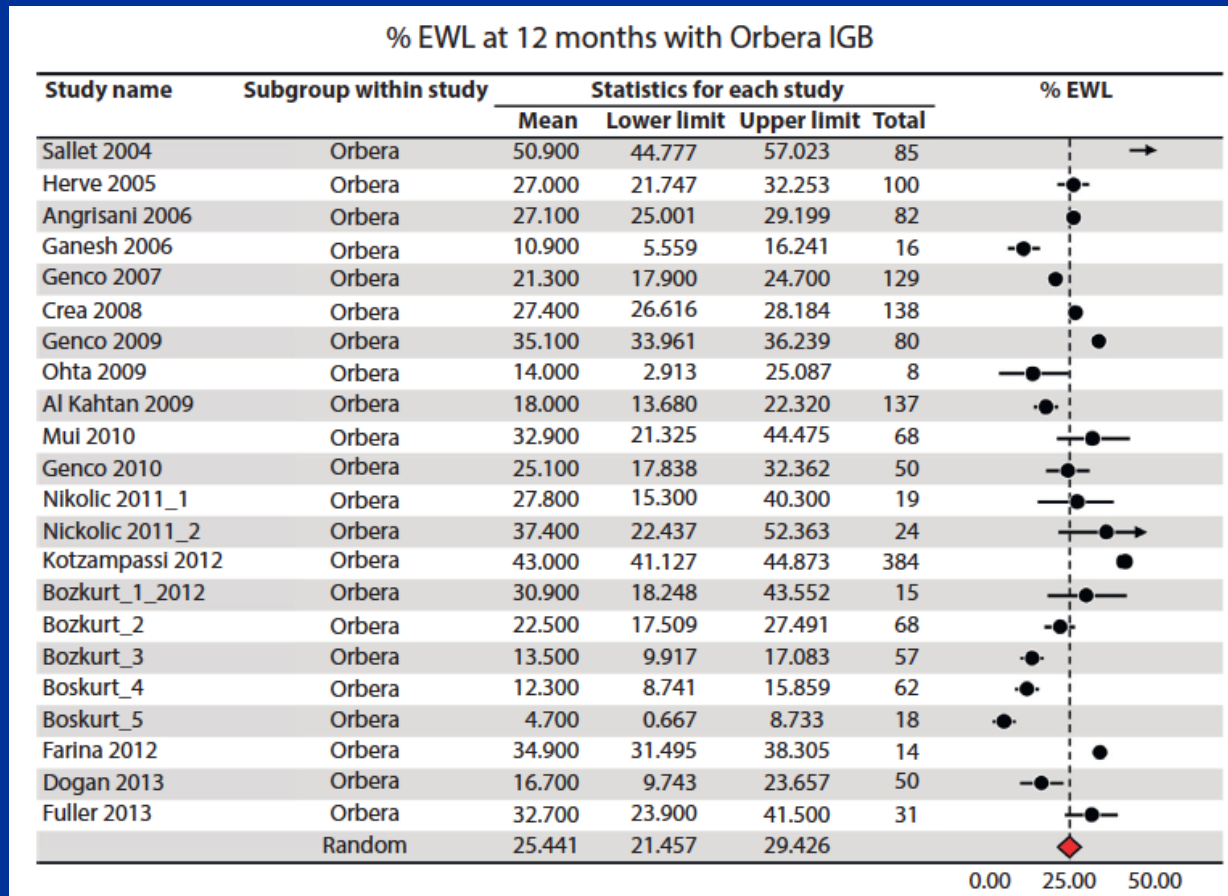 % EWL at 12 months with Orbera IGB
Study name Subgroup within study Statistics for each study % EWL
Mean Lower limit Upper limit Total
Sallet 2004 Orbera 50.900 44.777 57.023 85
Herve 2005 Orbera 27.000 21.747 32.253 100
Angrisani 2006 Orbera 27.100 25.001 29.199 82
Ganesh 2006 Orbera 10.900 5.559 16.241 16
Genco 2007 Orbera 21.300 17.900 24.700 129
Crea 2008 Orbera 27.400 26.616 28.184 138
Genco 2009 Orbera 35.100 33.961 36.239 80
Ohta 2009 Orbera 14.000 2.913 25.087 8
Al Kahtan 2009 Orbera 18.000 13.680 22.320 137
Mui 2010 Orbera 32.900 21.325 44.475 68
Genco 2010 Orbera 25.100 17.838 32.362 50
Nikolic 2011_1 Orbera 27.800 15.300 40.300 19
Nickolic 2011_2 Orbera 37.400 22.437 52.363 24
Kotzampassi 2012 Orbera 43.000 41.127 44.873 384
Bozkurt_1_2012 Orbera 30.900 18.248 43.552 15
Bozkurt_2 Orbera 22.500 17.509 27.491 68
Bozkurt_3 Orbera 13.500 9.917 17.083 57
Boskurt_4 Orbera 12.300 8.741 15.859 62
Boskurt_5 Orbera 4.700 0.667 8.733 18
Farina 2012 Orbera 34.900 31.495 38.305 14
Dogan 2013 Orbera 16.700 9.743 23.657 50
Fuller 2013 Orbera 32.700 23.900 41.500 31
Random 25.441 21.457 29.426
0.00 25.00 50.00